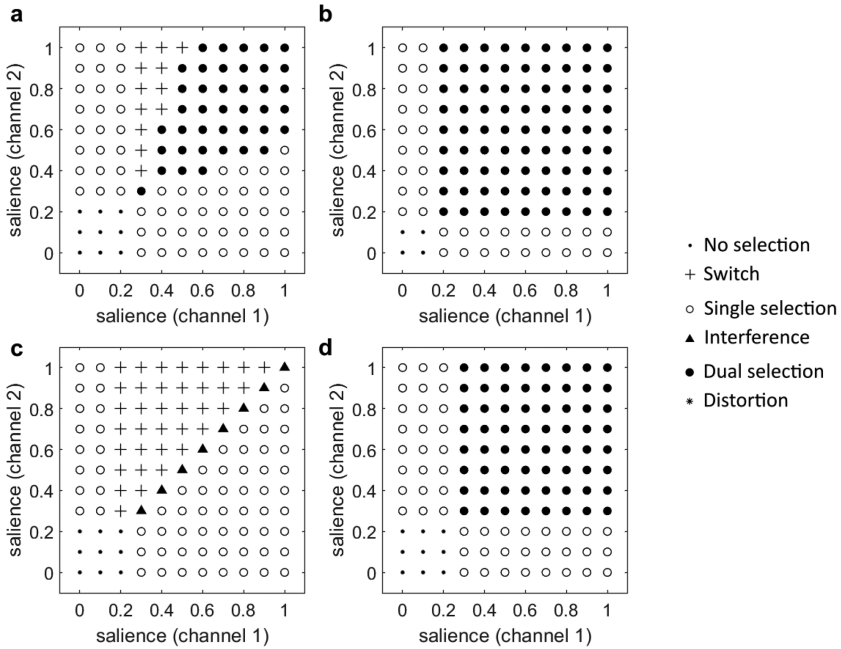 a
b
1
0.8
0.6
0.4
0.2
0
salience (channel 2)
0 0.2 0.4 0.6 0.8 1
salience (channel 1)
1
0.8
0.6
0.4
0.2
0
salience (channel 2)
0 0.2 0.4 0.6 0.8 1
salience (channel 1)
No selection
Switch
Single selection
Interference
Dual selection
Distortion
c
d
1
0.8
0.6
0.4
0.2
0
salience (channel 2)
0 0.2 0.4 0.6 0.8 1
salience (channel 1)
1
0.8
0.6
0.4
0.2
0
salience (channel 2)
0 0.2 0.4 0.6 0.8 1
salience (channel 1)